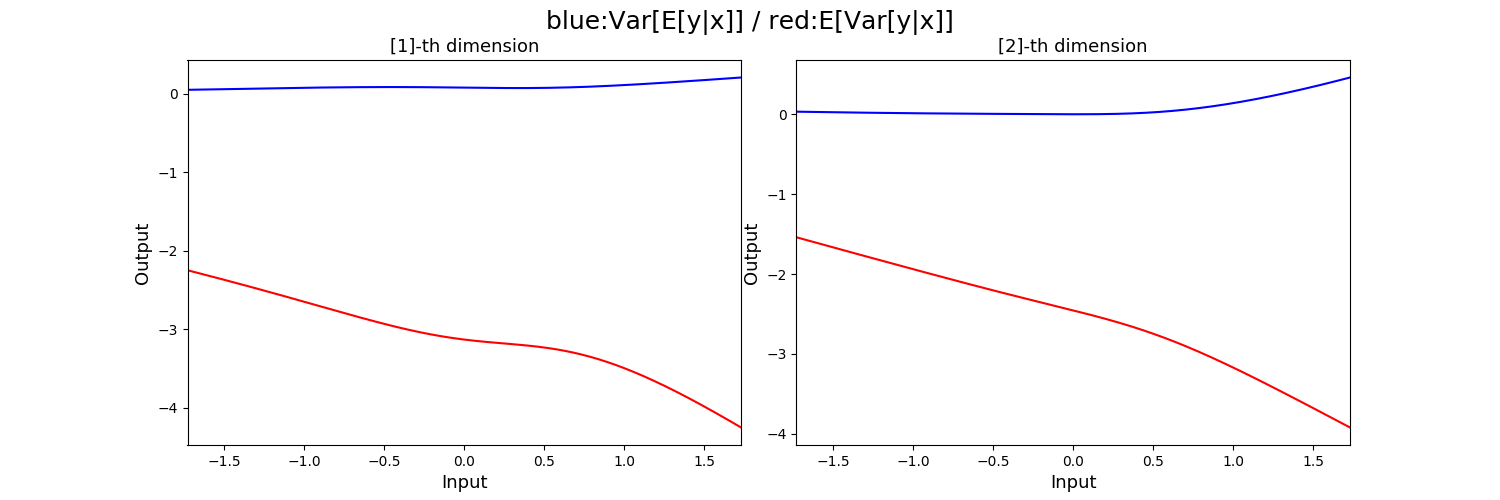 blue:Var[E[y|x]] / red:E[Var[y|x]]
[1]-th dimension
0
−1
−2
−3
−4
Output
−1.5 −1.0 −0.5 0.0 0.5 1.0 1.5
Input
[2]-th dimension
0
−1
−2
−3
−4
Output
−1.5 −1.0 −0.5 0.0 0.5 1.0 1.5
Input